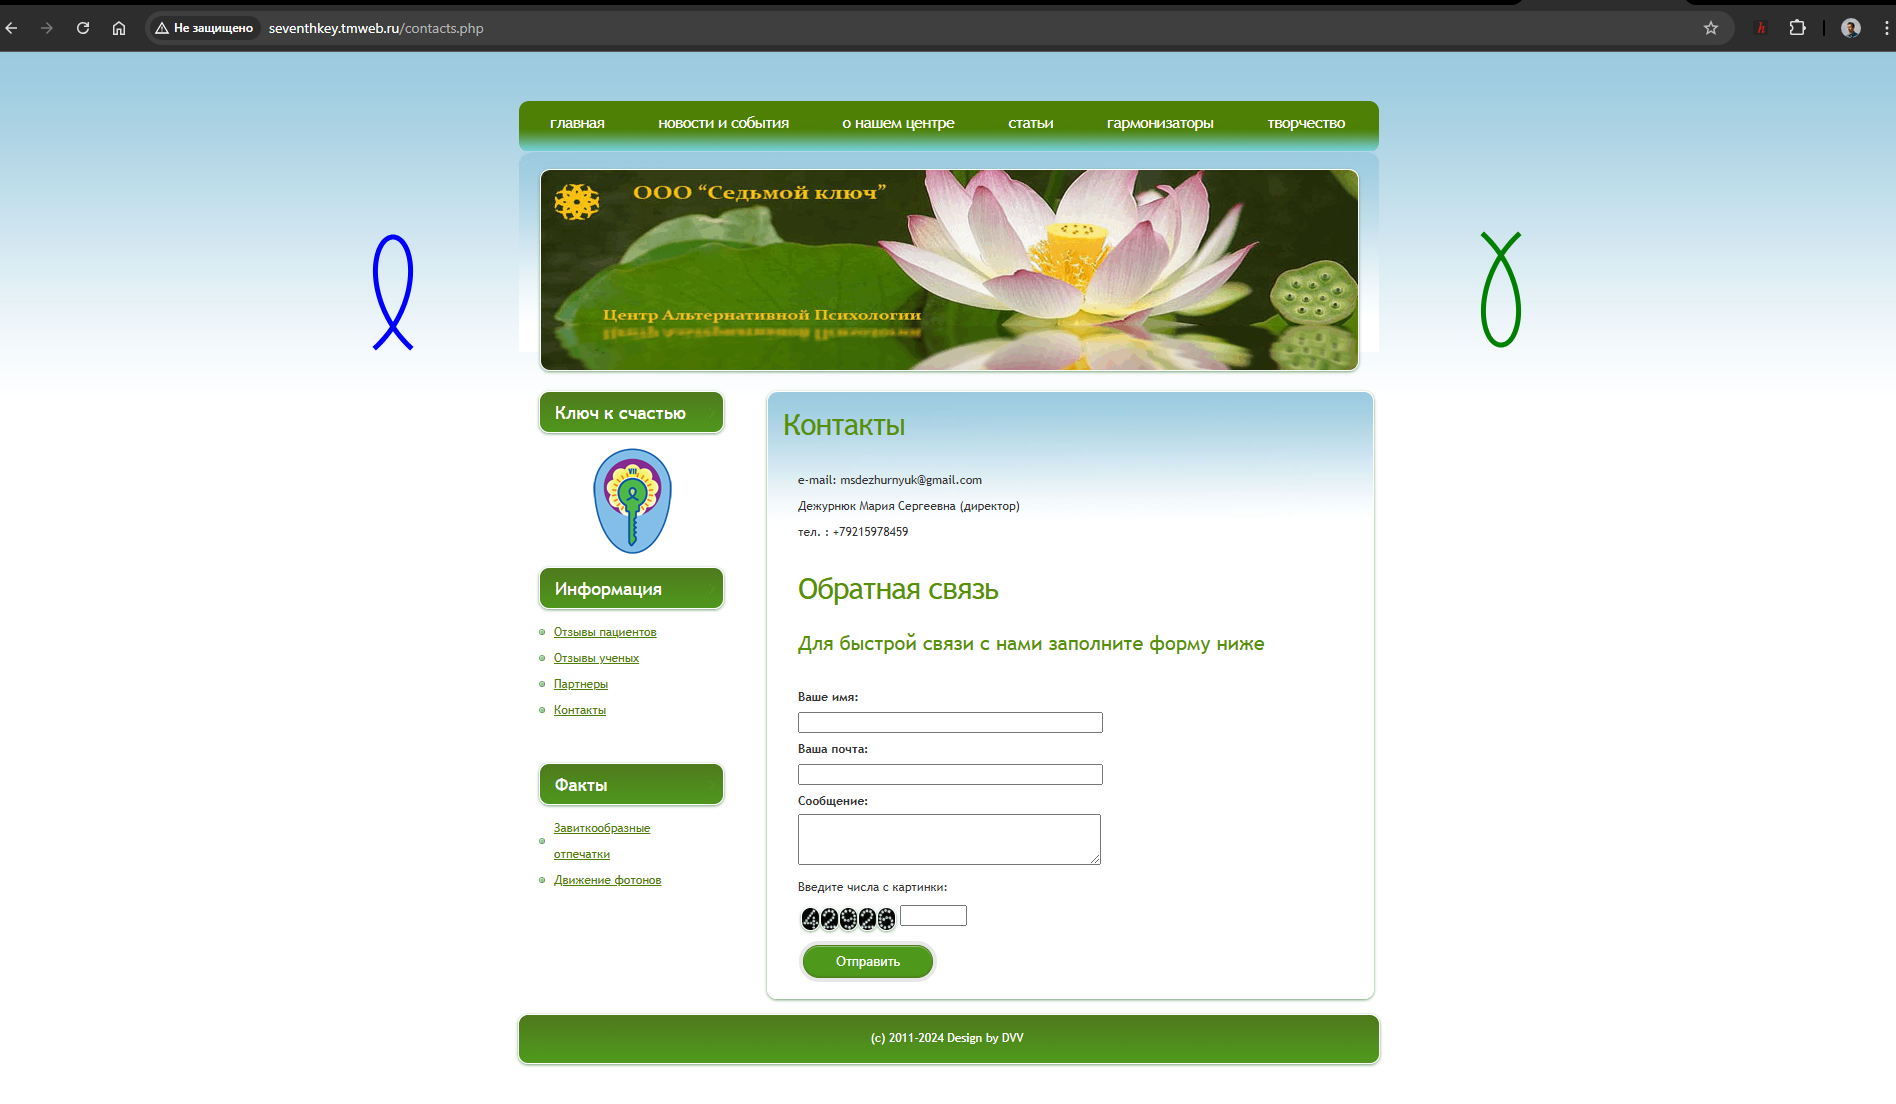 Не защищено seventhkey.tmweb.ru/contacts.php
главная новости и события о нашем центре статьи гармонизаторы творчество
ООО “Седьмой ключ”
Центр Альтернативной Психологии
Ключ к счастью
VII
Информация
Отзывы пациентов
Отзывы ученых
Партнеры
Контакты
Факты
Завиткообразные
отпечатки
Движение фотонов
Контакты
e-mail: msdezhurnyuk@gmail.com
Дежурнюк Мария Сергеевна (директор)
тел. : +79215978459
Обратная связь
Для быстрой связи с нами заполните форму ниже
Ваше имя:
Ваша почта:
Сообщение:
Введите числа с картинки:
42926
Отправить
(c) 2011-2024 Design by DVV